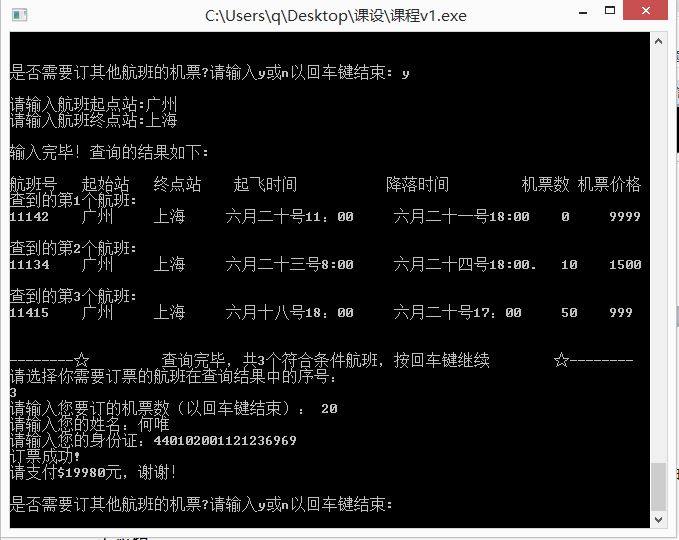 C:\Users\q\Desktop\课设\课程v1.exe
是否需要订其他航班的机票?请输入y或n以回车键结束: y
请输入航班起点站:广州
请输入航班终点站:上海
输入完毕! 查询的结果如下:
航班号 起始站 终点站 起飞时间 降落时间 机票数 机票价格
查到的第1个航班:
11142 广州 上海 六月二十号11：00 六月二十一号18:00 0 9999
查到的第2个航班:
11134 广州 上海 六月二十三号8:00 六月二十四号18:00. 10 1500
查到的第3个航班:
11415 广州 上海 六月十八号18：00 六月二十号17：00 50 999
--------☆ 查询完毕，共3个符合条件航班，按回车键继续 ☆--------
请选择你需要订票的航班在查询结果中的序号:
3
请输入您要订的机票数（以回车键结束）: 20
请输入您的姓名: 何唯
请输入您的身份证: 440102001121236969
订票成功!
请支付$19980元，谢谢!
是否需要订其他航班的机票?请输入y或n以回车键结束: